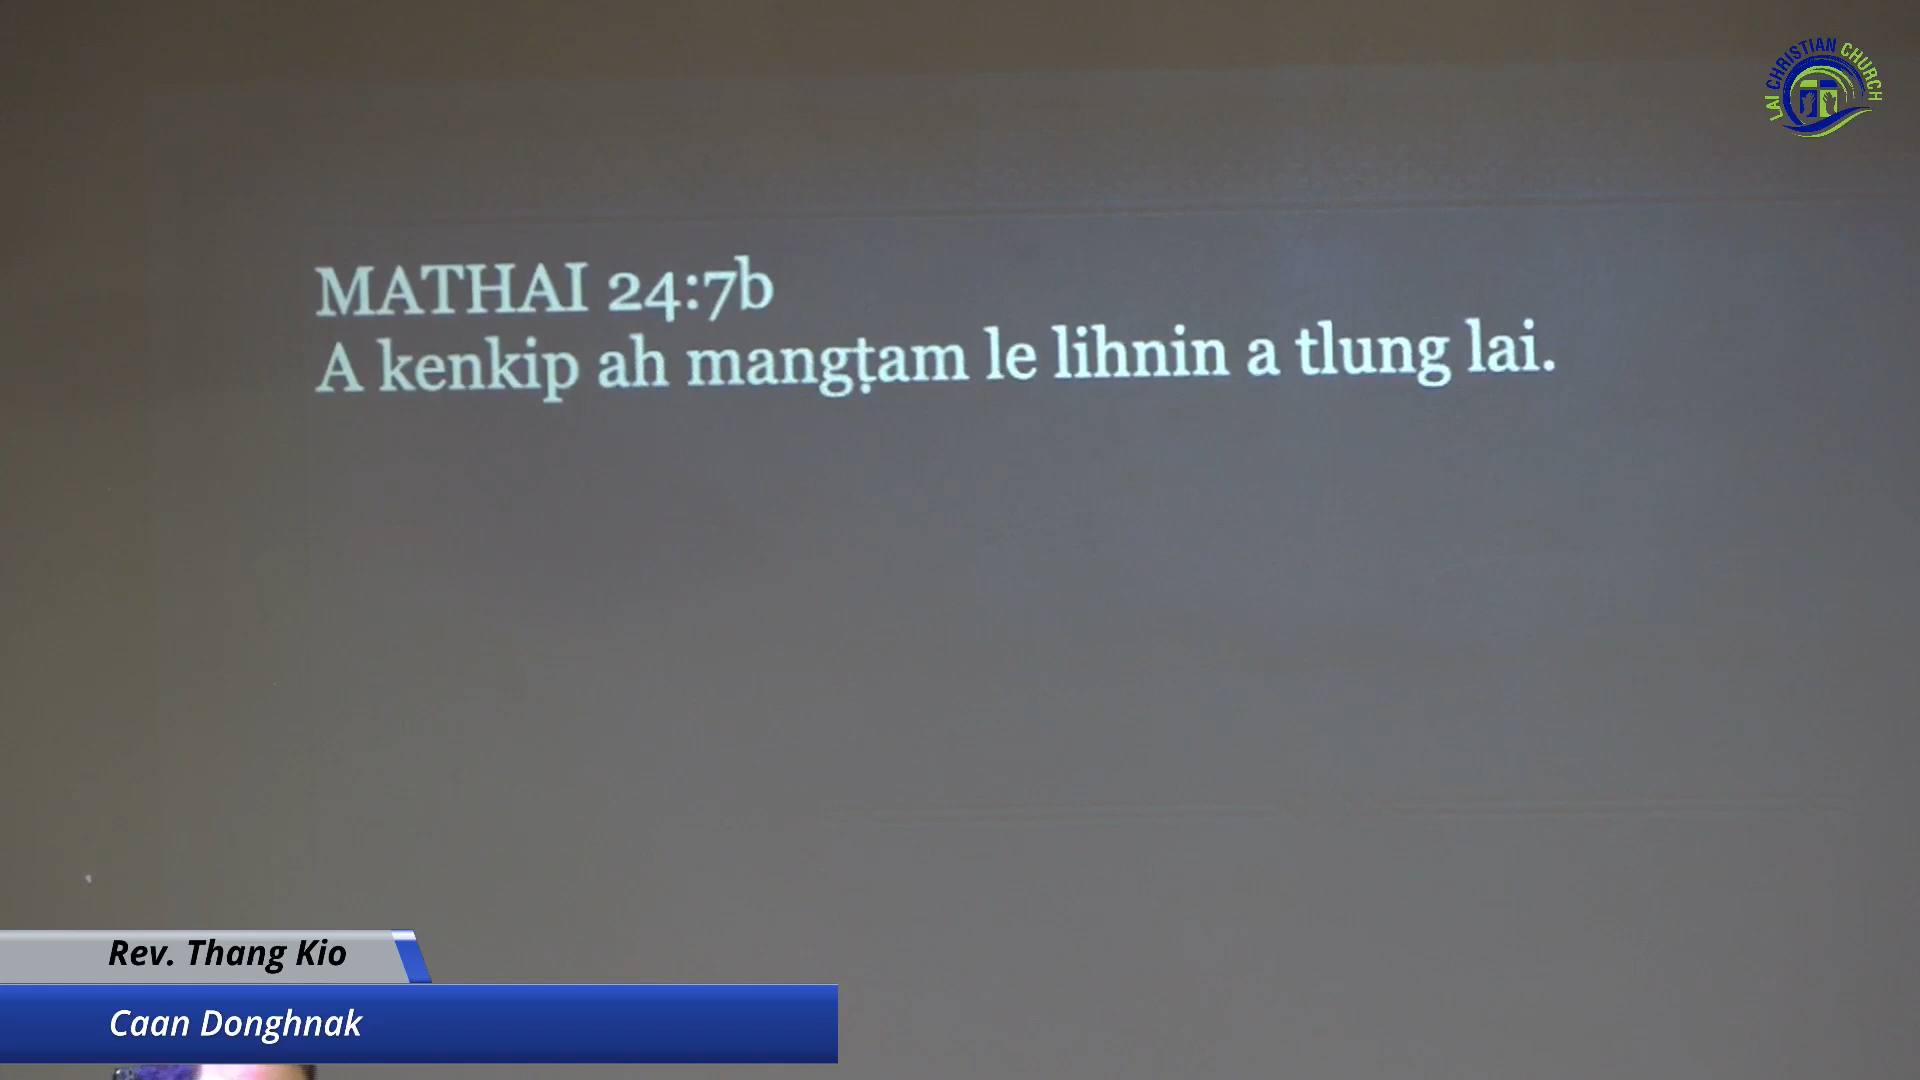 LAI CHRISTIAN CHURCH
MATHAI 24:7b
A kenkip ah mangṭam le lihnin a tlung lai.
Rev. Thang Kio
Caan Donghnak